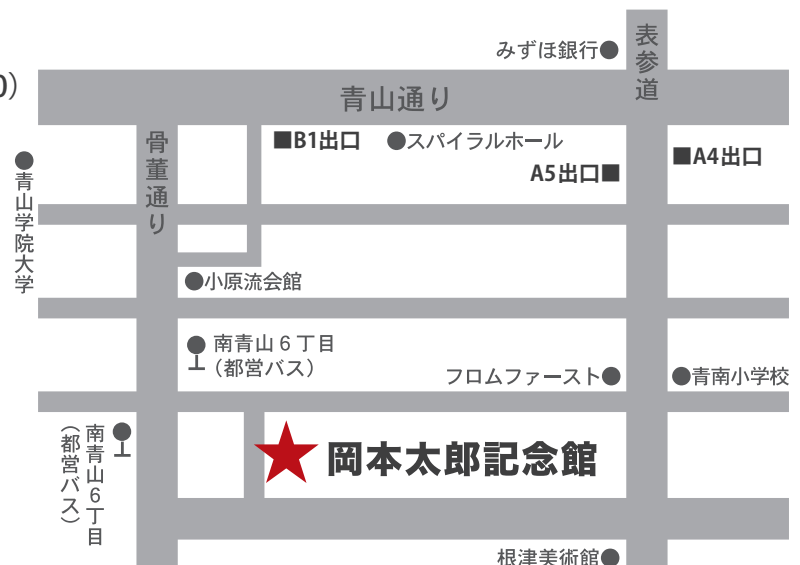 みずほ銀行
表参道
0）
青山通り
骨董通り
B1出口
スパイラルホール
A4出口
A5出口
青山学院大学
小原流会館
南青山６丁目
（都営バス）
フロムファースト
青南小学校
岡本太郎記念館
南青山６丁目
（都営バス）
根津美術館